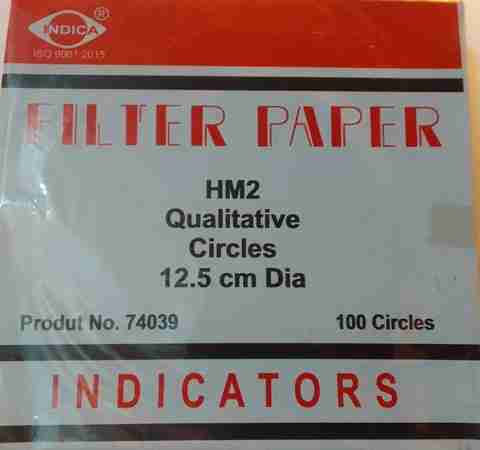 INDICA ®
ISO 9001:2015
FILTER PAPER
HM2
Qualitative
Circles
12.5 cm Dia
Produt No. 74039 100 Circles
INDICATORS